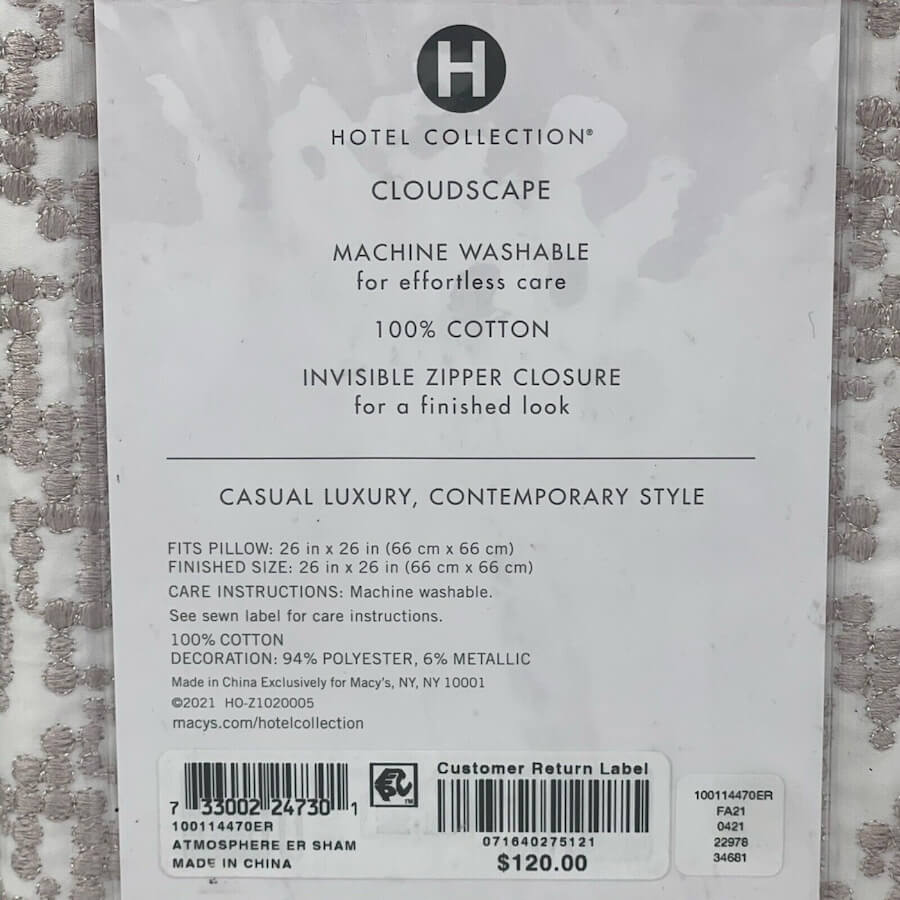 H
HOTEL COLLECTION®
CLOUDSCAPE
MACHINE WASHABLE
for effortless care
100% COTTON
INVISIBLE ZIPPER CLOSURE
for a finished look
CASUAL LUXURY, CONTEMPORARY STYLE
FITS PILLOW: 26 in x 26 in (66 cm x 66 cm)
FINISHED SIZE: 26 in x 26 in (66 cm x 66 cm)
CARE INSTRUCTIONS: Machine washable.
See sewn label for care instructions.
100% COTTON
DECORATION: 94% POLYESTER, 6% METALLIC
Made in China Exclusively for Macy's, NY, NY 10001
©2021 HO-Z1020005
macys.com/hotelcollection
7 33002 24730 1
100114470ER
ATMOSPHERE ER SHAM
MADE IN CHINA
TM
Customer Return Label
071640275121
$120.00
100114470ER
FA21
0421
22978
34681